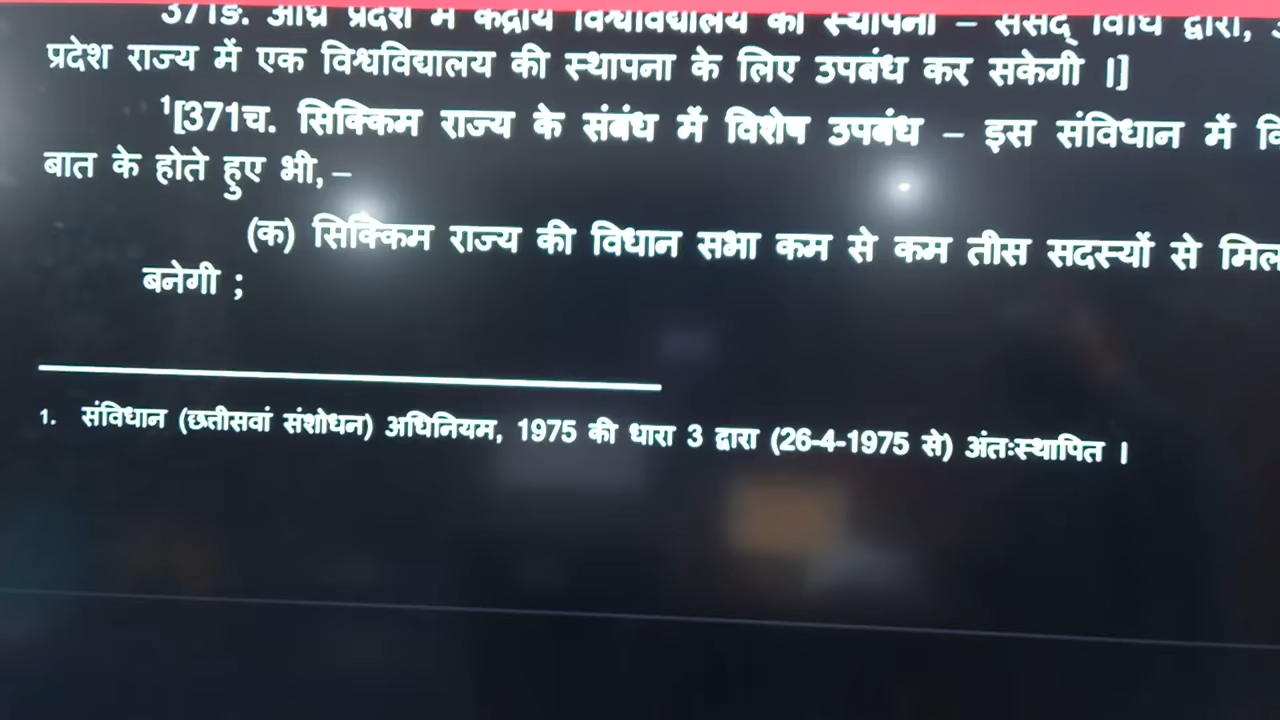 371ङ. आंध्र प्रदेश में केंद्रीय विश्वविद्यालय की स्थापना – संसद् विधि द्वारा,
प्रदेश राज्य में एक विश्वविद्यालय की स्थापना के लिए उपबंध कर सकेगी ।]
¹[371च. सिक्किम राज्य के संबंध में विशेष उपबंध – इस संविधान में
बात के होते हुए भी, –
(क) सिक्किम राज्य की विधान सभा कम से कम तीस सदस्यों से
बनेगी ;
1. संविधान (छत्तीसवां संशोधन) अधिनियम, 1975 की धारा 3 द्वारा (26-4-1975 से) अंतःस्थापित ।